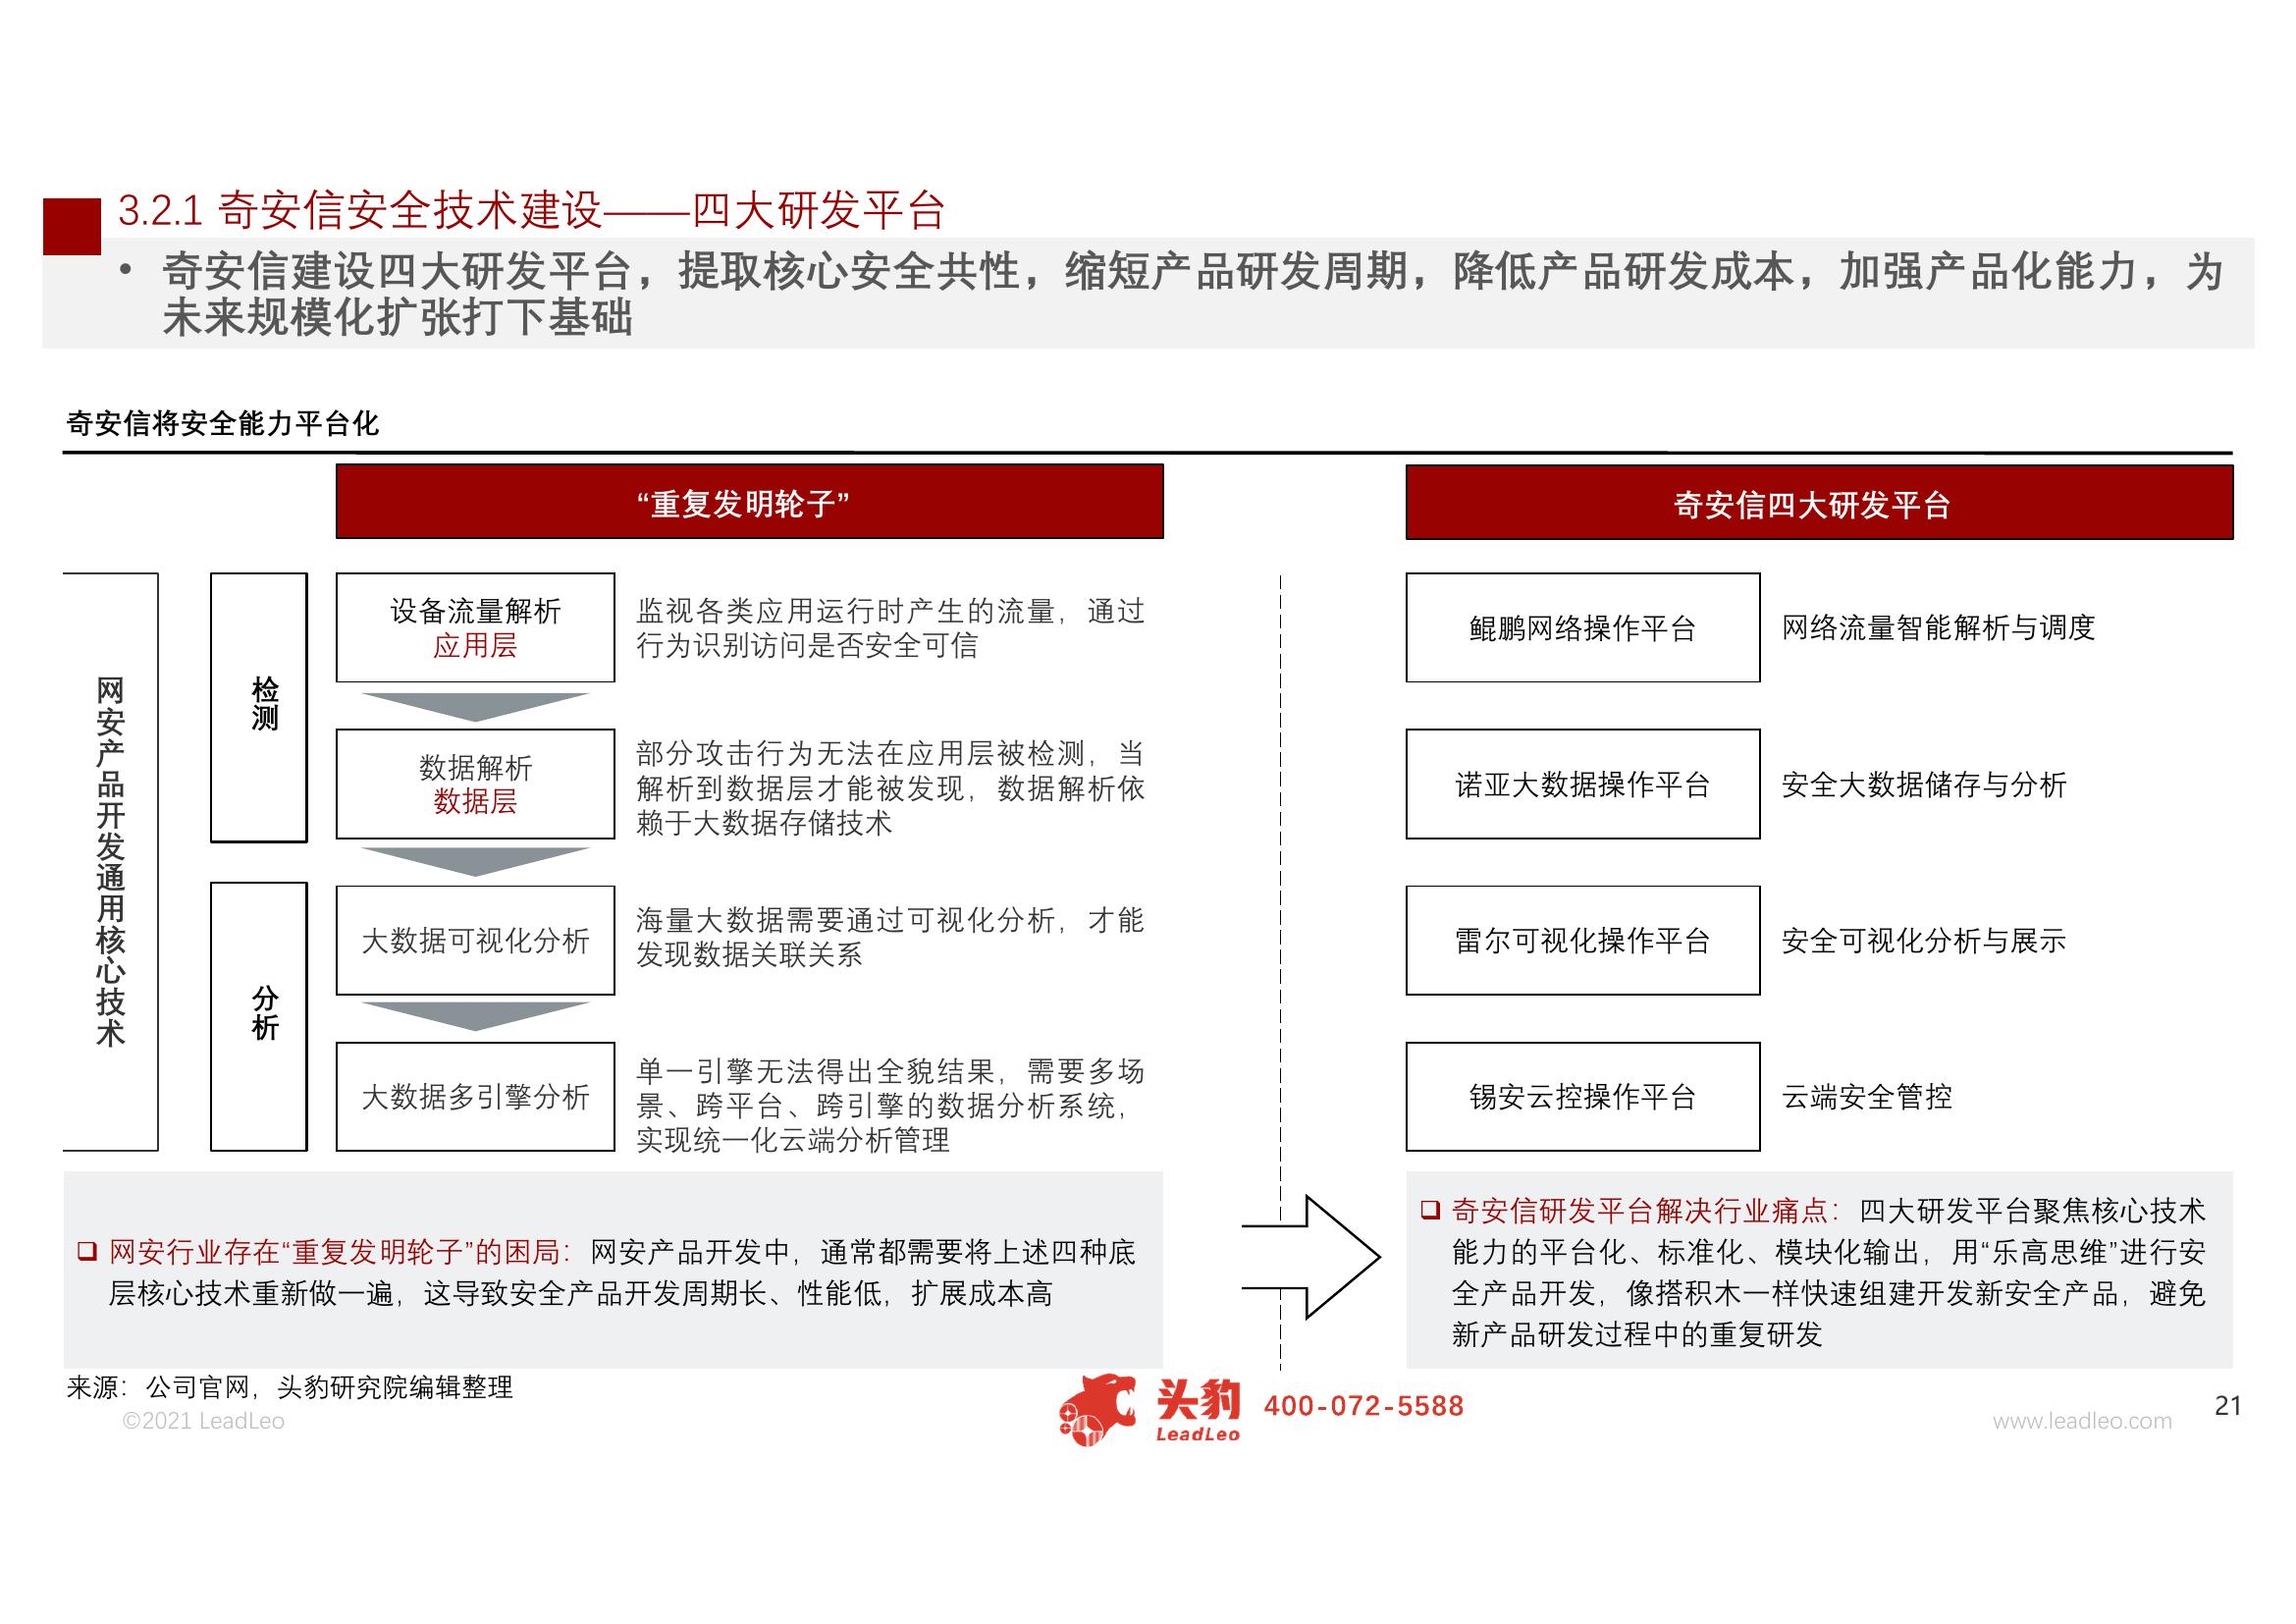 3.2.1 奇安信安全技术建设——四大研发平台
• 奇安信建设四大研发平台，提取核心安全共性，缩短产品研发周期，降低产品研发成本，加强产品化能力，为
未来规模化扩张打下基础
奇安信将安全能力平台化
“重复发明轮子”
网安产品开发通用核心技术
检测
设备流量解析
应用层
监视各类应用运行时产生的流量，通过
行为识别访问是否安全可信
数据解析
数据层
部分攻击行为无法在应用层被检测，当
解析到数据层才能被发现，数据解析依
赖于大数据存储技术
分析
大数据可视化分析
海量大数据需要通过可视化分析，才能
发现数据关联关系
大数据多引擎分析
单一引擎无法得出全貌结果，需要多场
景、跨平台、跨引擎的数据分析系统，
实现统一化云端分析管理
❑ 网安行业存在“重复发明轮子”的困局：网安产品开发中，通常都需要将上述四种底
层核心技术重新做一遍，这导致安全产品开发周期长、性能低，扩展成本高
奇安信四大研发平台
鲲鹏网络操作平台
网络流量智能解析与调度
诺亚大数据操作平台
安全大数据储存与分析
雷尔可视化操作平台
安全可视化分析与展示
锡安云控操作平台
云端安全管控
❑ 奇安信研发平台解决行业痛点：四大研发平台聚焦核心技术
能力的平台化、标准化、模块化输出，用“乐高思维”进行安
全产品开发，像搭积木一样快速组建开发新安全产品，避免
新产品研发过程中的重复研发
来源：公司官网，头豹研究院编辑整理
©2021 LeadLeo
头豹
LeadLeo
400-072-5588
www.leadleo.com
21